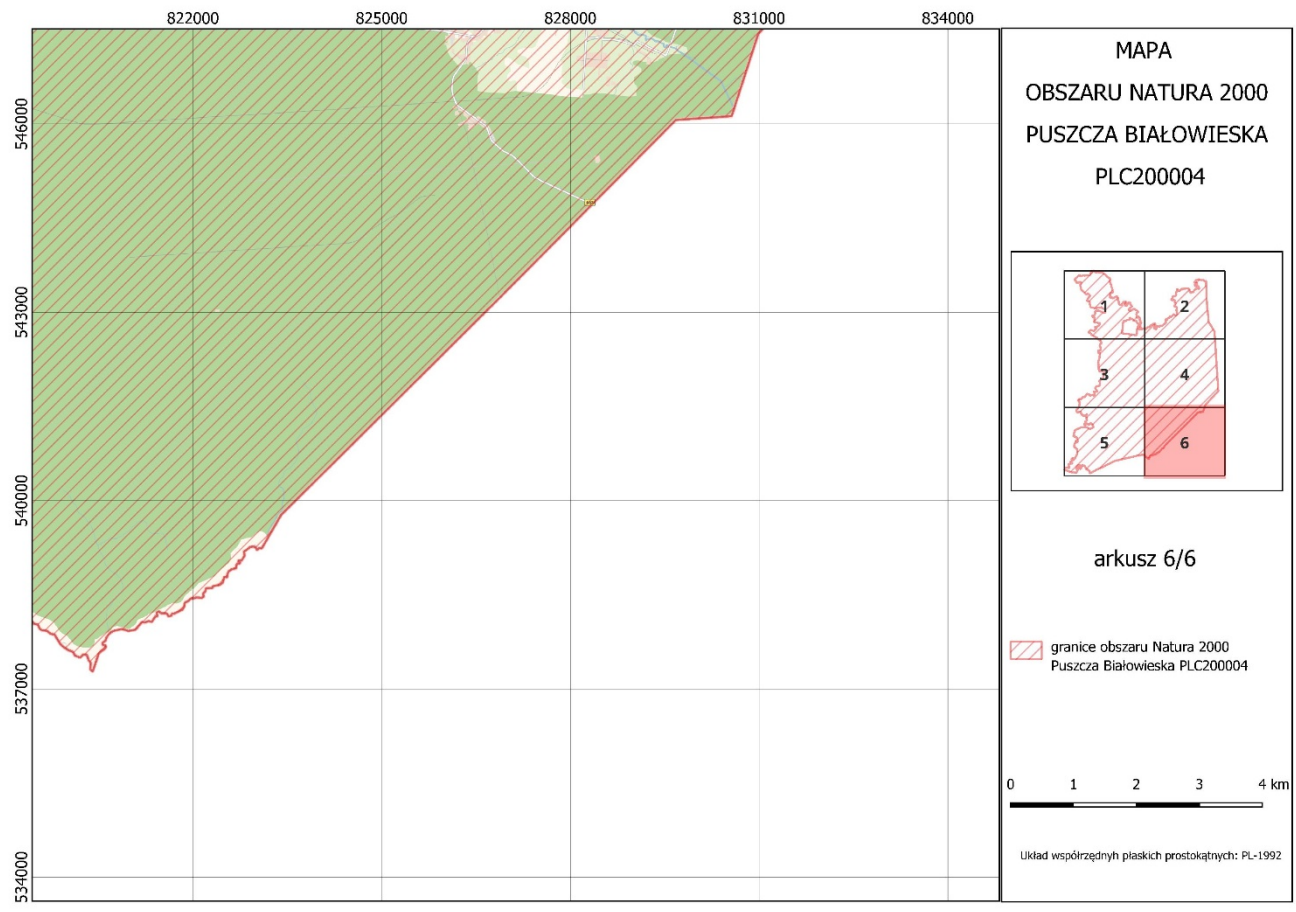 822000 825000 828000 831000 834000
546000
543000
540000
537000
534000
MAPA
OBSZARU NATURA 2000
PUSZCZA BIAŁOWIESKA
PLC200004
1 2
3 4
5 6
arkusz 6/6
granice obszaru Natura 2000
Puszcza Białowieska PLC200004
0 1 2 3 4 km
Układ współrzędnyh płaskich prostokątnych: PL-1992